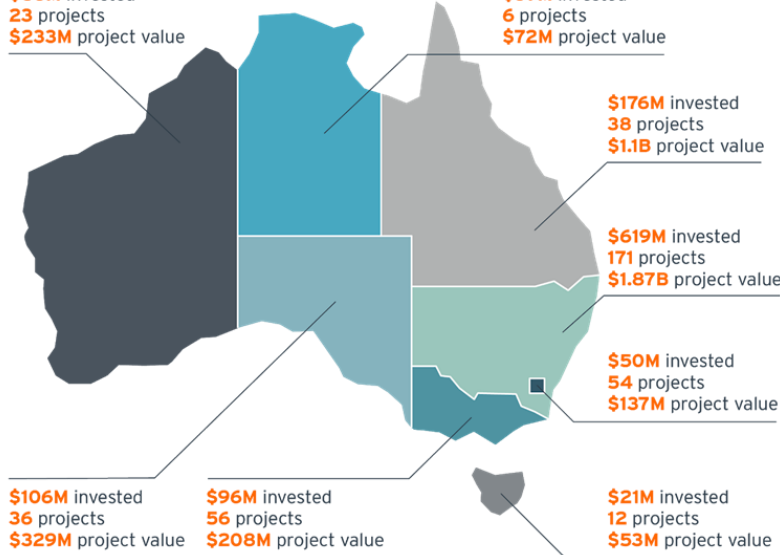 invested
23 projects
$233M project value
invested
6 projects
$72M project value
$176M invested
38 projects
$1.1B project value
$619M invested
171 projects
$1.87B project value
$50M invested
54 projects
$137M project value
$106M invested
36 projects
$329M project value
$96M invested
56 projects
$208M project value
$21M invested
12 projects
$53M project value